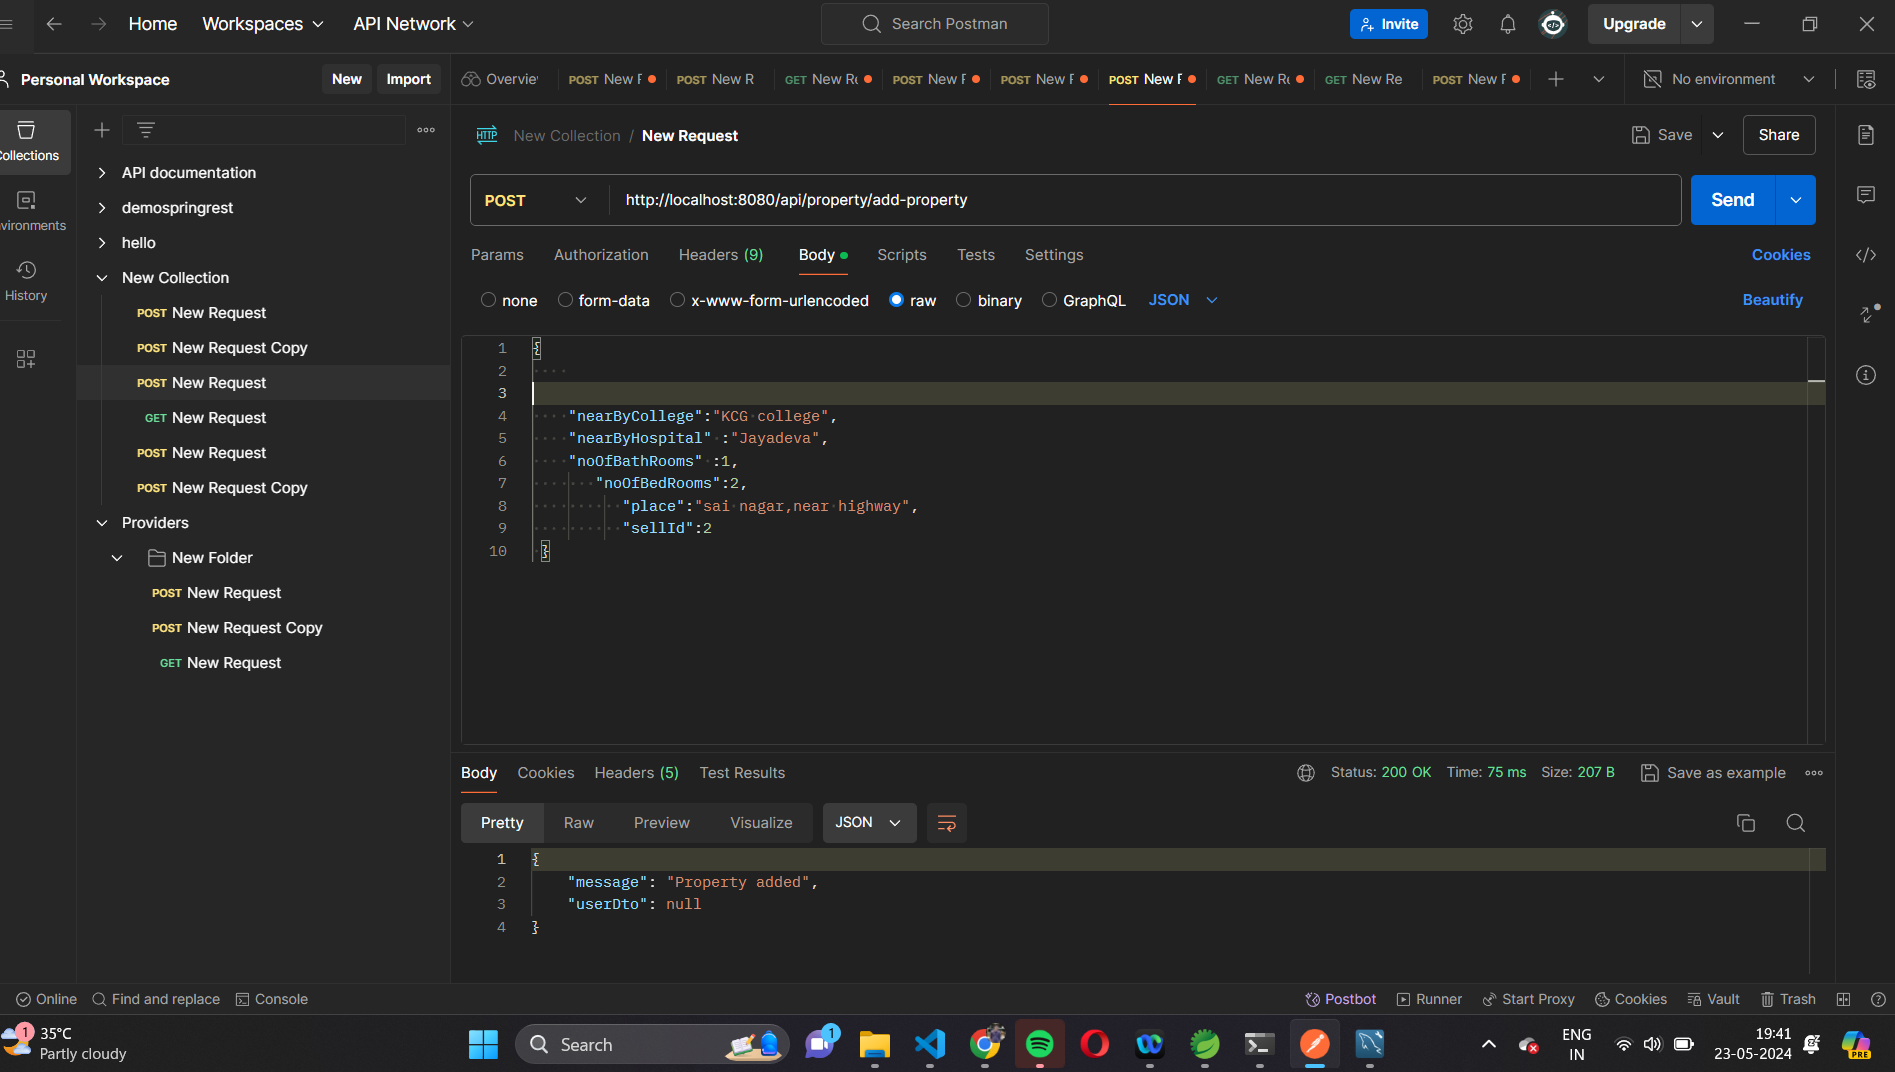 Home Workspaces API Network Search Postman Invite Upgrade
Personal Workspace New Import Overvie POST New F POST New R GET New Re POST New F POST New F POST New F GET New Re GET New Re POST New F No environment
Collections
Environments
History
API documentation
demospringrest
hello
New Collection
POST New Request
POST New Request Copy
POST New Request
GET New Request
POST New Request
POST New Request Copy
Providers
New Folder
POST New Request
POST New Request Copy
GET New Request
HTTP New Collection / New Request Save Share
POST http://localhost:8080/api/property/add-property Send
Params Authorization Headers (9) Body Scripts Tests Settings Cookies
none form-data x-www-form-urlencoded raw binary GraphQL JSON Beautify
1 {
2
3
4 "nearByCollege":"KCG college",
5 "nearByHospital" :"Jayadeva",
6 "noOfBathRooms" :1,
7 "noOfBedRooms":2,
8 "place":"sai nagar,near highway",
9 "sellId":2
10 }
Body Cookies Headers (5) Test Results Status: 200 OK Time: 75 ms Size: 207 B Save as example
Pretty Raw Preview Visualize JSON
1 {
2 "message": "Property added",
3 "userDto": null
4 }
Online Find and replace Console Postbot Runner Start Proxy Cookies Vault Trash
1 35°C
Partly cloudy
Search
1
PRE
ENG
IN
19:41
23-05-2024